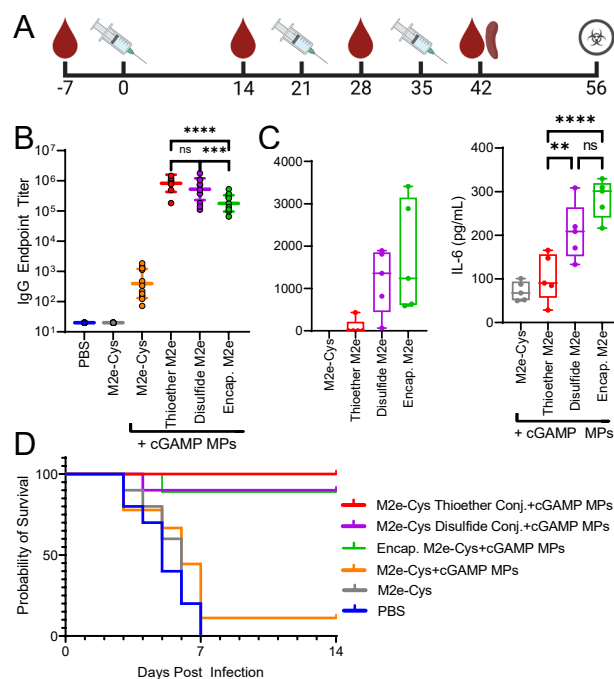 A
-7 0 14 21 28 35 42 56
B
IgG Endpoint Titer
10⁷
10⁶
10⁵
10⁴
10³
10²
10¹
****
ns ***
PBS
M2e-Cys
M2e-Cys
Thioether M2e
Disulfide M2e
Encap. M2e
+ cGAMP MPs
C
4000
3000
2000
1000
0
M2e-Cys
Thioether M2e
Disulfide M2e
Encap. M2e
IL-6 (pg/mL)
400
300
200
100
0
****
** ns
M2e-Cys
Thioether M2e
Disulfide M2e
Encap. M2e
+ cGAMP MPs
D
Probability of Survival
100
50
0
0 7 14
Days Post Infection
M2e-Cys Thioether Conj.+cGAMP MPs
M2e-Cys Disulfide Conj.+cGAMP MPs
Encap. M2e-Cys+cGAMP MPs
M2e-Cys+cGAMP MPs
M2e-Cys
PBS